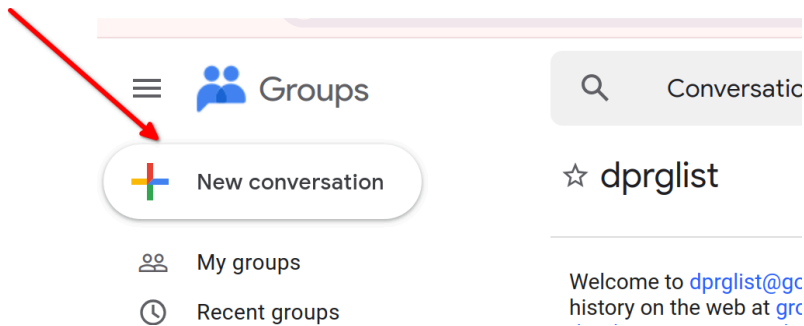 Groups
Conversatio
New conversation
dprglist
My groups
Welcome to dprglist@go
Recent groups
history on the web at gro